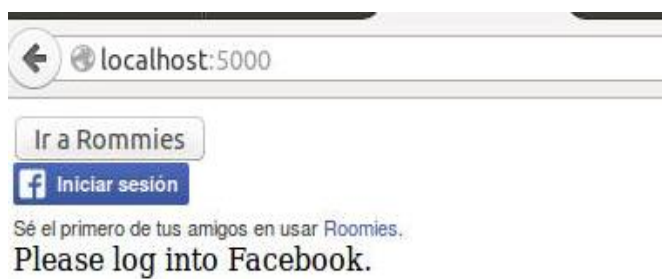 localhost:5000
Ir a Rommies
Iniciar sesión
Sé el primero de tus amigos en usar Roomies.
Please log into Facebook.